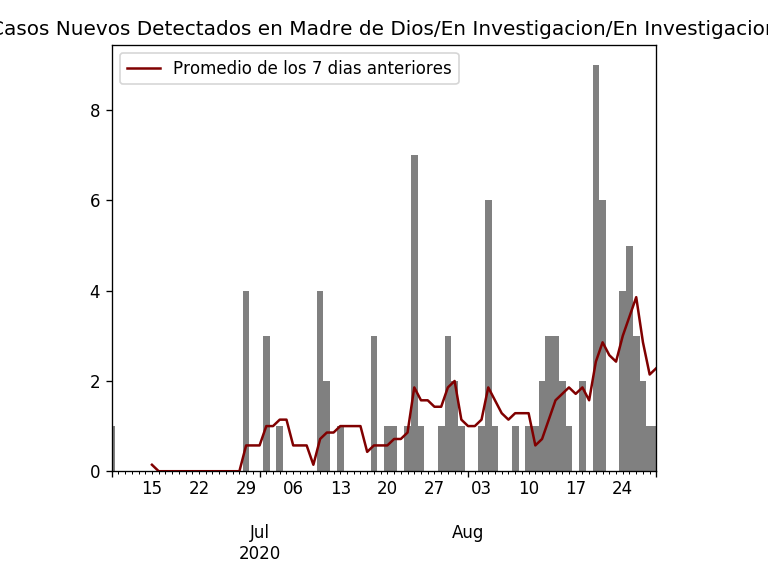 Casos Nuevos Detectados en Madre de Dios/En Investigacion/En Investigacion
Promedio de los 7 dias anteriores
8
6
4
2
0
15 22 29 06 13 20 27 03 10 17 24
Jul Aug
2020